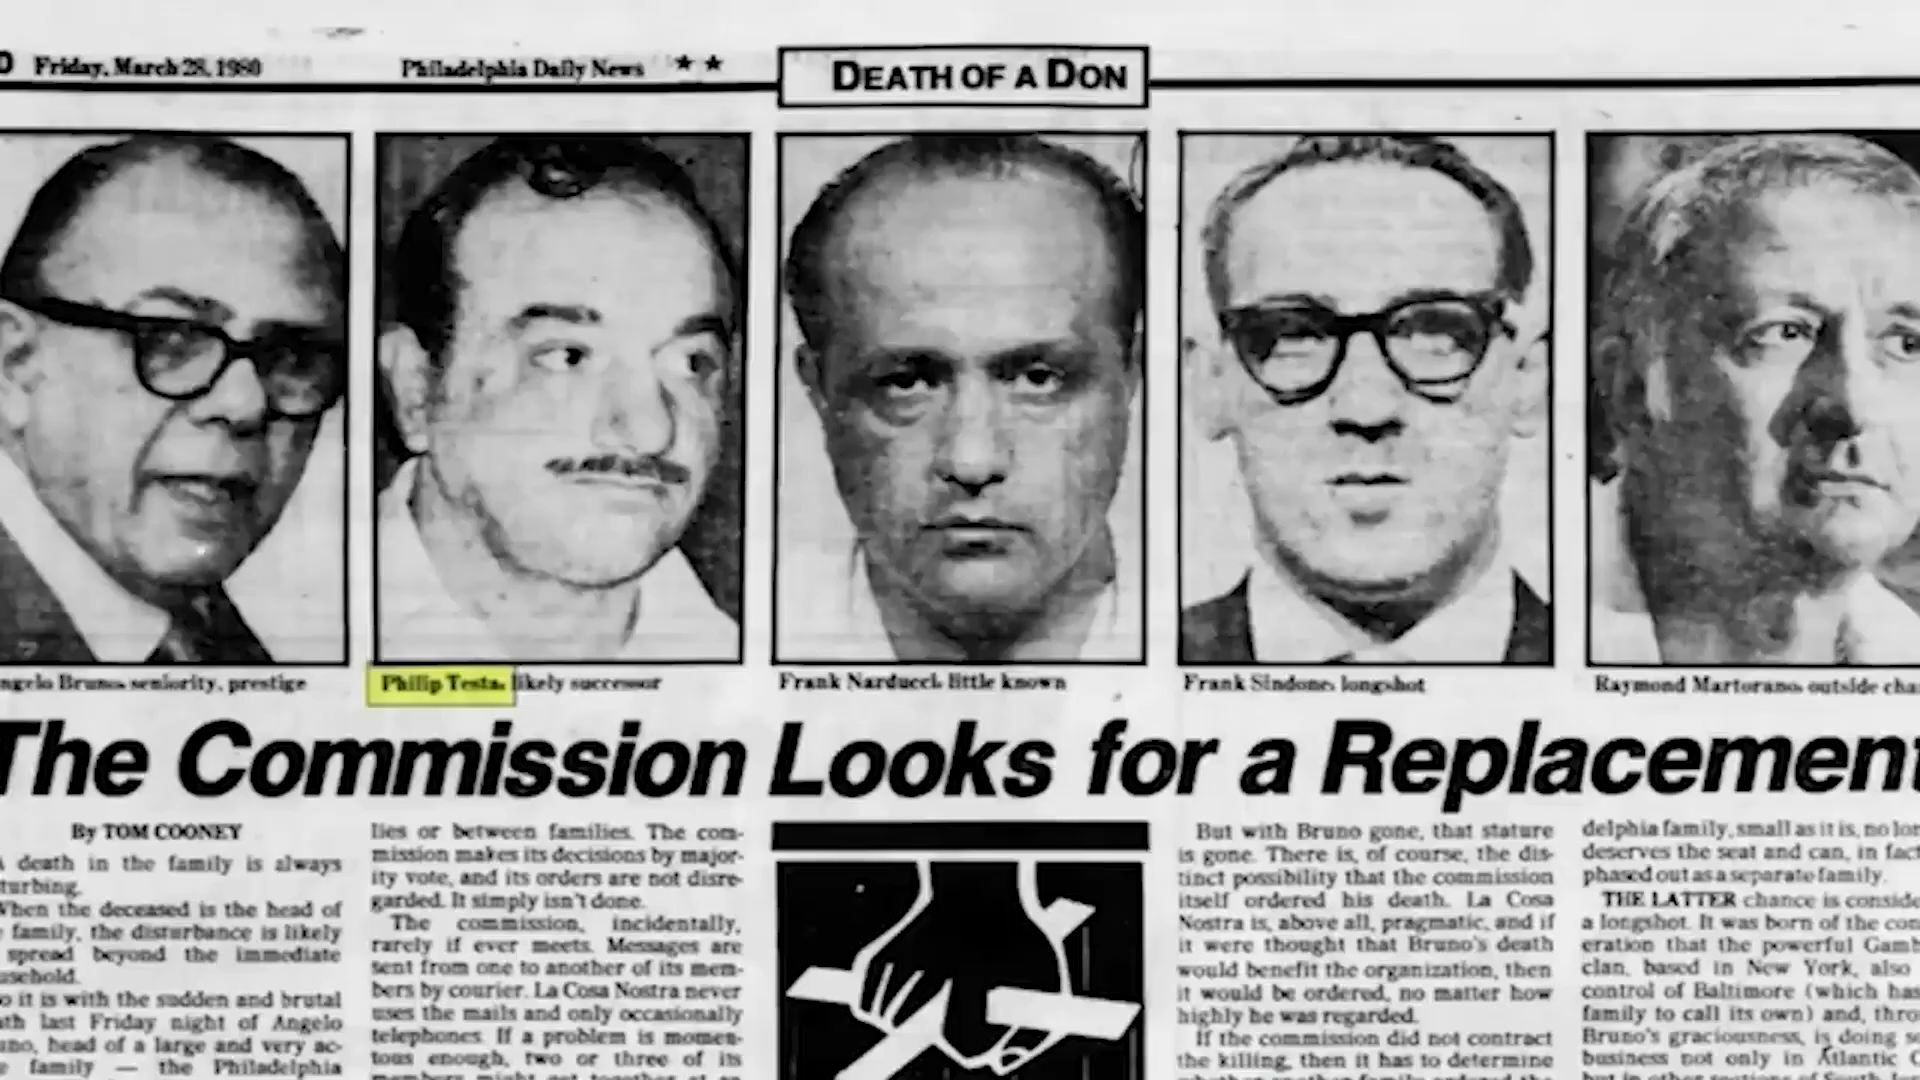 Friday, March 28, 1980
Philadelphia Daily News
DEATH OF A DON
ngelo Bruno, seniority, prestige
Philip Testa, likely successor
Frank Narducci, little known
Frank Sindone, longshot
Raymond Martorano, outside cha
The Commission Looks for a Replacement
By TOM COONEY
A death in the family is always
turbing.
When the deceased is the head of
family, the disturbance is likely
spread beyond the immediate
usehold.
o it is with the sudden and brutal
ath last Friday night of Angelo
uno, head of a large and very ac-
family — the Philadelphia
lies or between families. The com-
mission makes its decisions by major-
ity vote, and its orders are not disre-
garded. It simply isn't done.
The commission, incidentally,
rarely if ever meets. Messages are
sent from one to another of its mem-
bers by courier. La Cosa Nostra never
uses the mails and only occasionally
telephones. If a problem is momen-
tous enough, two or three of its
members might get together at an
But with Bruno gone, that stature
is gone. There is, of course, the dis-
tinct possibility that the commission
itself ordered his death. La Cosa
Nostra is, above all, pragmatic, and if
it were thought that Bruno's death
would benefit the organization, then
it would be ordered, no matter how
highly he was regarded.
If the commission did not contract
the killing, then it has to determine
whether another family ordered the
delphia family, small as it is, no lon
deserves the seat and can, in fact
phased out as a separate family.
THE LATTER chance is conside
a longshot. It was born of the con
eration that the powerful Gamb
clan, based in New York, also
control of Baltimore (which has
family to call its own) and, thro
Bruno's graciousness, is doing so
business not only in Atlantic C